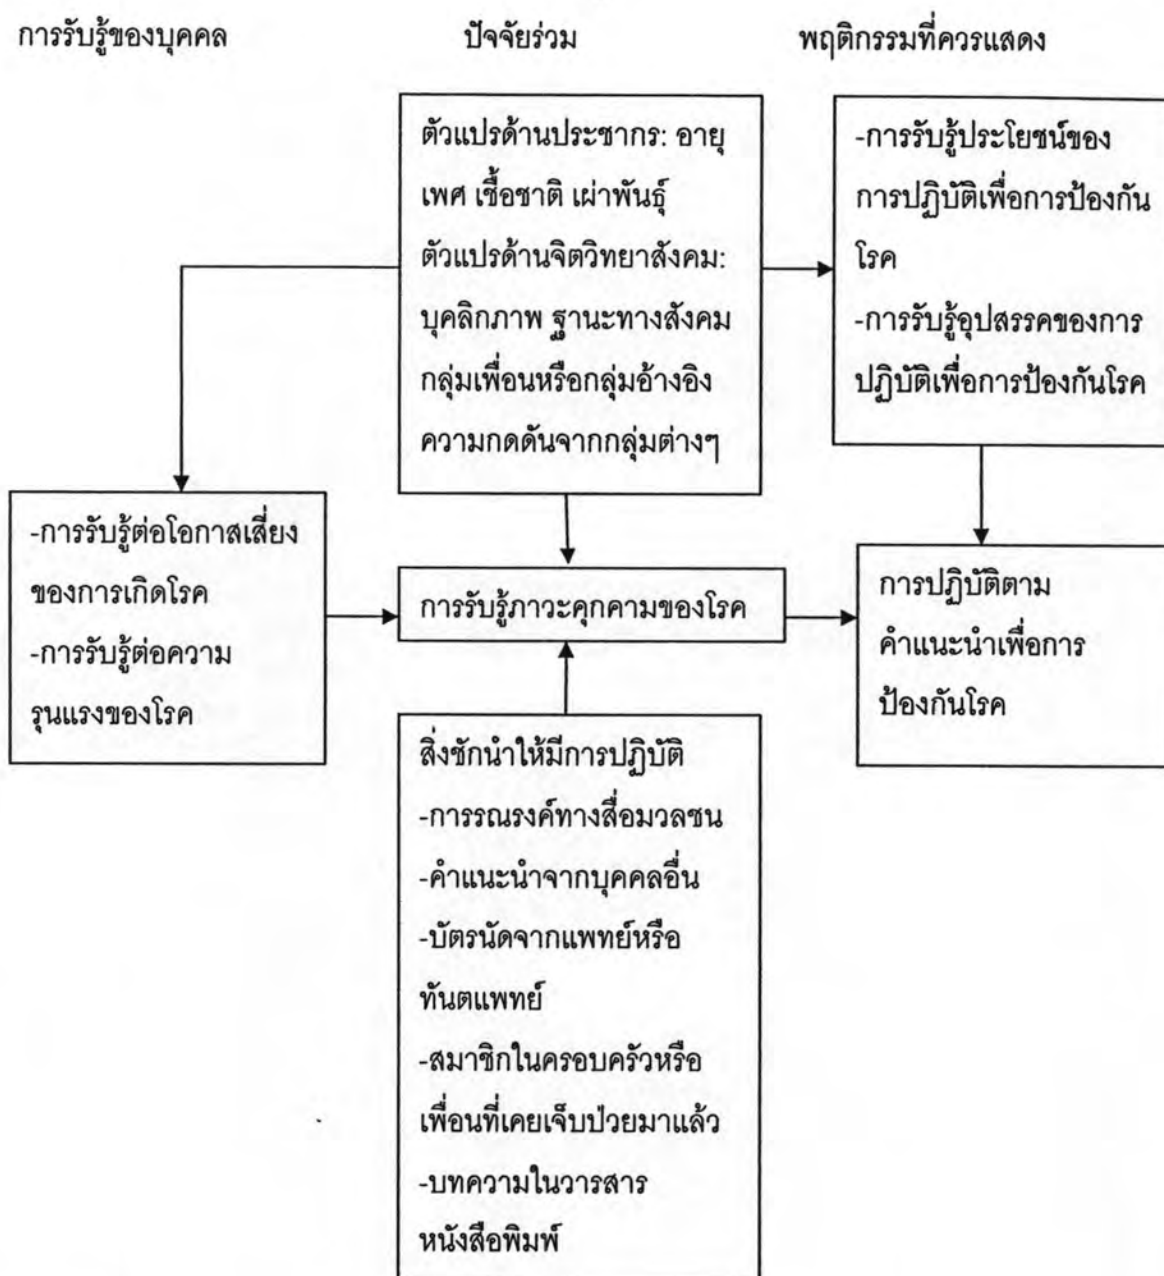 การรับรู้ของบุคคล
ปัจจัยร่วม
พฤติกรรมที่ควรแสดง
ตัวแปรด้านประชากร: อายุ
เพศ เชื้อชาติ เผ่าพันธุ์
ตัวแปรด้านจิตวิทยาสังคม:
บุคลิกภาพ ฐานะทางสังคม
กลุ่มเพื่อนหรือกลุ่มอ้างอิง
ความกดดันจากกลุ่มต่างๆ
-การรับรู้ประโยชน์ของ
การปฏิบัติเพื่อการป้องกัน
โรค
-การรับรู้อุปสรรคของการ
ปฏิบัติเพื่อการป้องกันโรค
-การรับรู้ต่อโอกาสเสี่ยง
ของการเกิดโรค
-การรับรู้ต่อความ
รุนแรงของโรค
การรับรู้ภาวะคุกคามของโรค
การปฏิบัติตาม
คำแนะนำเพื่อการ
ป้องกันโรค
สิ่งชักนำให้มีการปฏิบัติ
-การรณรงค์ทางสื่อมวลชน
-คำแนะนำจากบุคคลอื่น
-บัตรนัดจากแพทย์หรือ
ทันตแพทย์
-สมาชิกในครอบครัวหรือ
เพื่อนที่เคยเจ็บป่วยมาแล้ว
-บทความในวารสาร
หนังสือพิมพ์